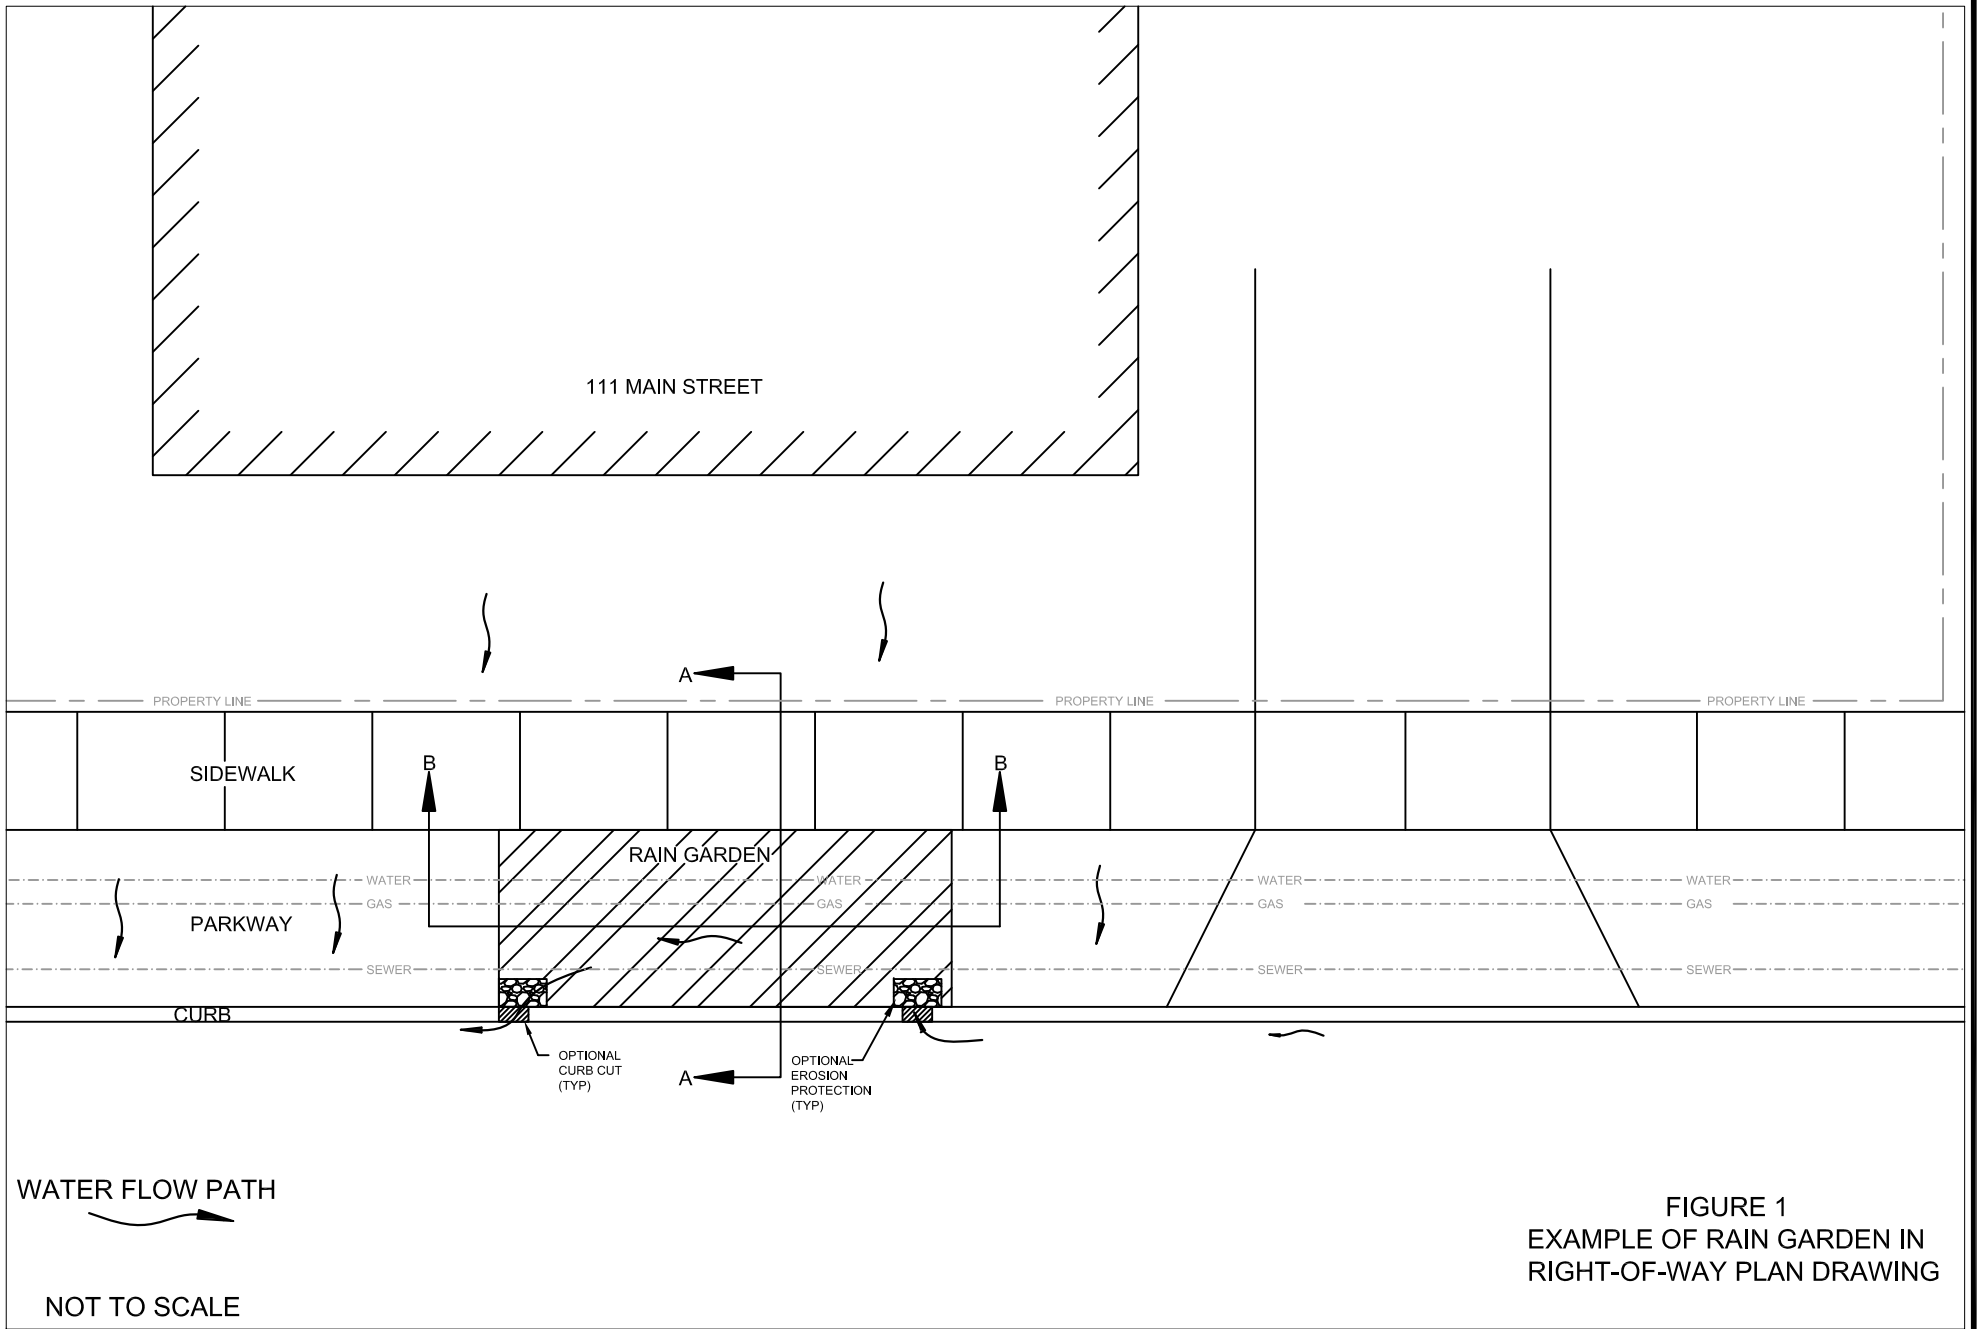 111 MAIN STREET
A
PROPERTY LINE
PROPERTY LINE
PROPERTY LINE
SIDEWALK
B
B
RAIN GARDEN
WATER
WATER
WATER
WATER
GAS
GAS
GAS
GAS
PARKWAY
SEWER
SEWER
SEWER
SEWER
CURB
OPTIONAL
CURB CUT
(TYP)
A
OPTIONAL
EROSION
PROTECTION
(TYP)
WATER FLOW PATH
NOT TO SCALE
FIGURE 1
EXAMPLE OF RAIN GARDEN IN
RIGHT-OF-WAY PLAN DRAWING